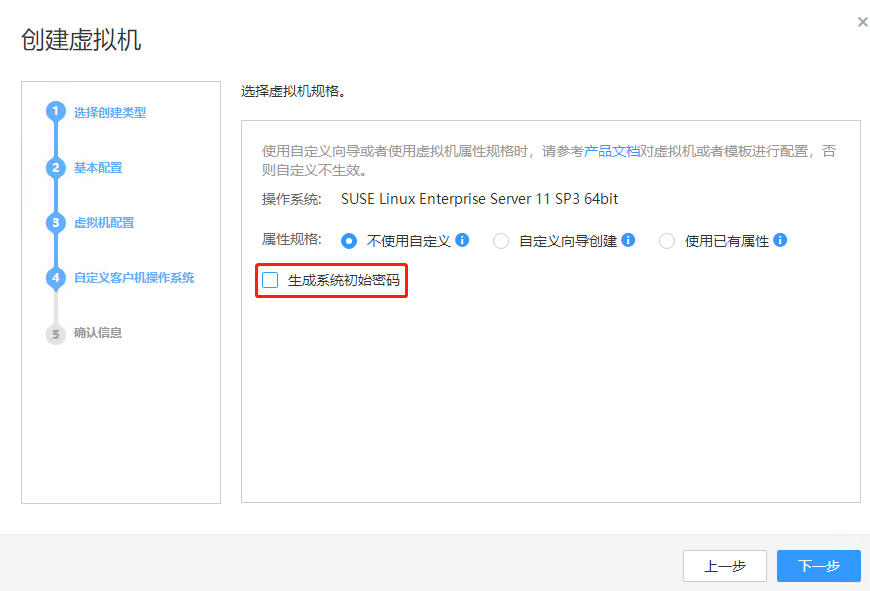 创建虚拟机
×
1 选择创建类型
2 基本配置
3 虚拟机配置
4 自定义客户机操作系统
5 确认信息
选择虚拟机规格。
使用自定义向导或者使用虚拟机属性规格时，请参考产品文档对虚拟机或者模板进行配置，否
则自定义不生效。
操作系统: SUSE Linux Enterprise Server 11 SP3 64bit
属性规格: 不使用自定义 i 自定义向导创建 i 使用已有属性 i
生成系统初始密码
上一步 下一步